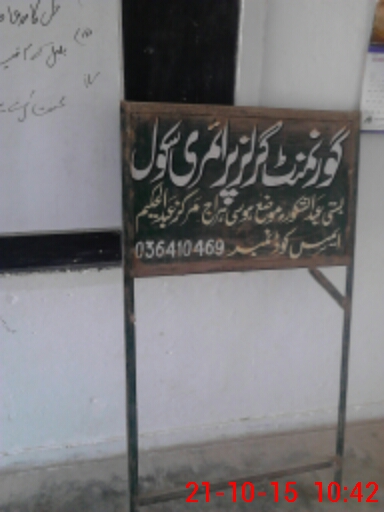 گورنمنٹ گرلز پرائمری سکول
بستی عبدالشکور موضع موسی ہراج مرکز عبدالحکیم
ایمس کوڈ نمبر 036410469
21-10-15 10:42